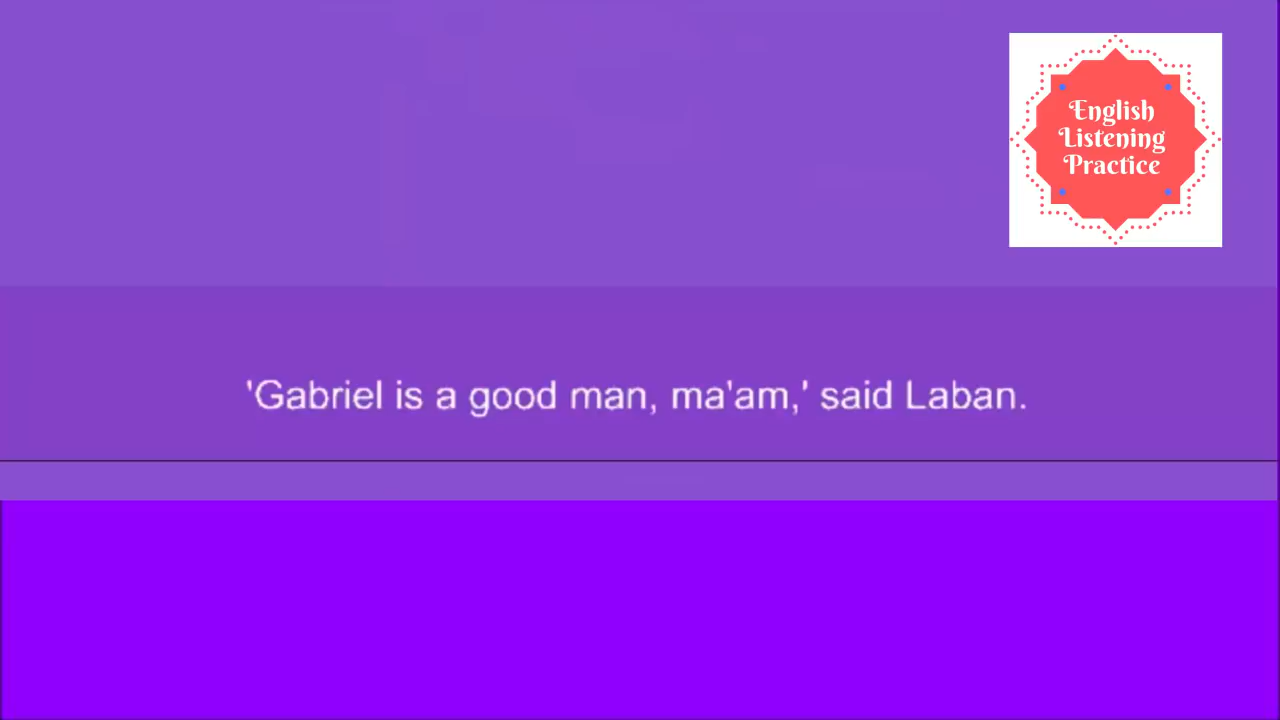 English
Listening
Practice
'Gabriel is a good man, ma'am,' said Laban.